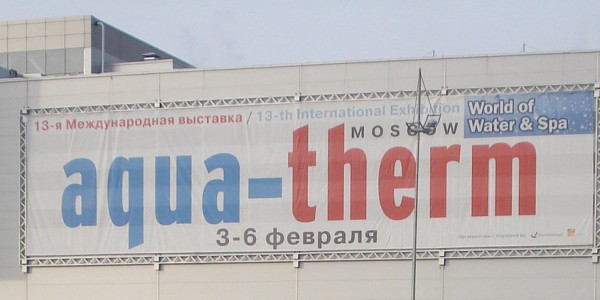 13-я Международная выставка / 13-th International Exhibition
World of
Water & Spa
MOSCOW
aqua-therm
3-6 февраля